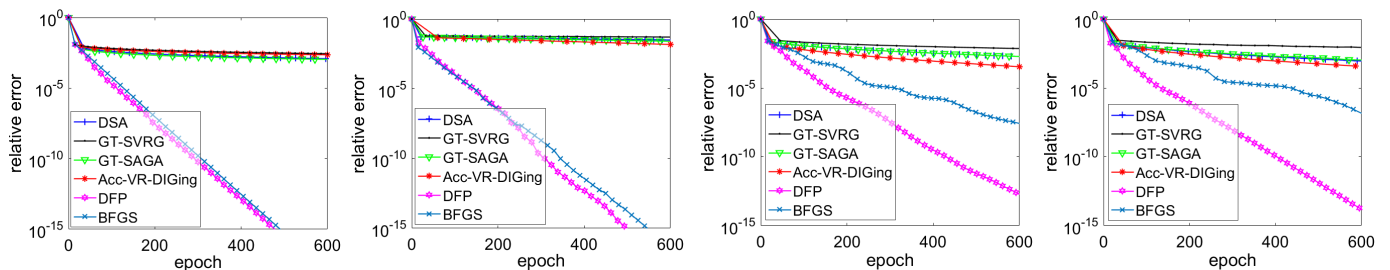 10^0
10^-5
10^-10
10^-15
relative error
0 200 400 600
epoch
DSA
GT-SVRG
GT-SAGA
Acc-VR-DIGing
DFP
BFGS
10^0
10^-5
10^-10
10^-15
relative error
0 200 400 600
epoch
DSA
GT-SVRG
GT-SAGA
Acc-VR-DIGing
DFP
BFGS
10^0
10^-5
10^-10
10^-15
relative error
0 200 400 600
epoch
DSA
GT-SVRG
GT-SAGA
Acc-VR-DIGing
DFP
BFGS
10^0
10^-5
10^-10
10^-15
relative error
0 200 400 600
epoch
DSA
GT-SVRG
GT-SAGA
Acc-VR-DIGing
DFP
BFGS